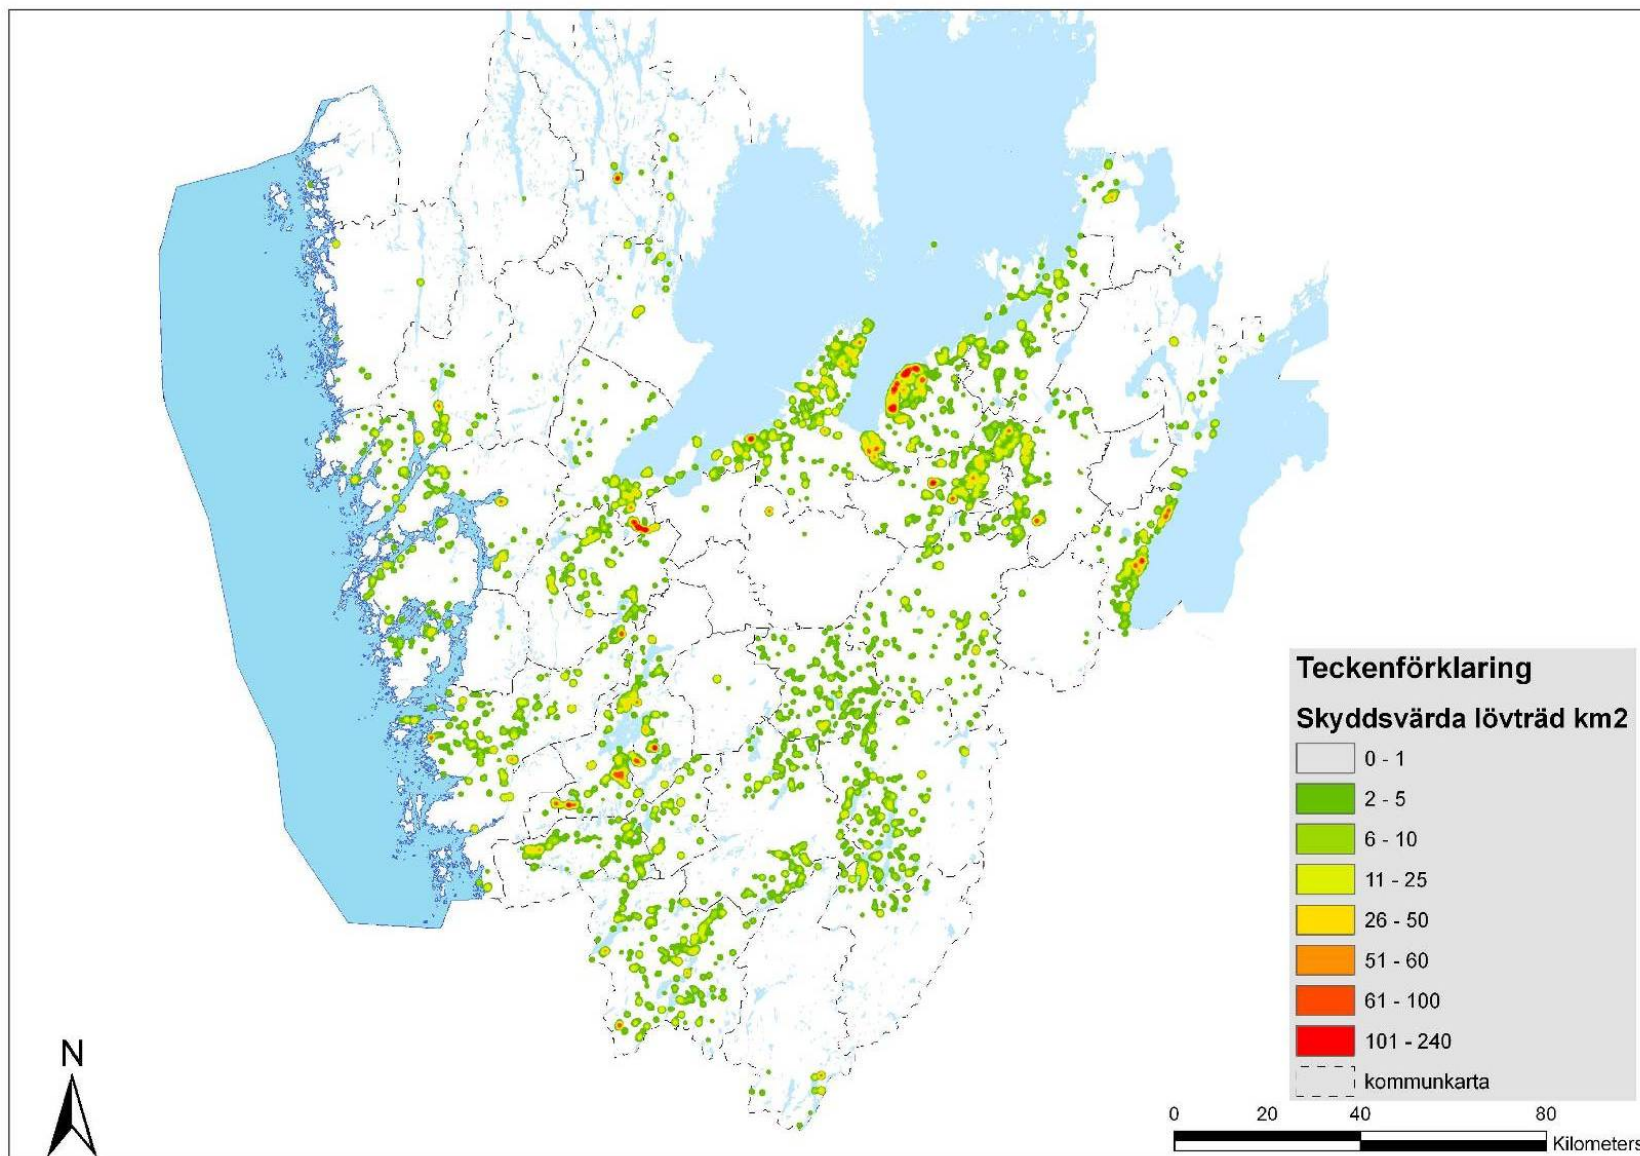 Teckenförklaring
Skyddsvärda lövträd km2
0 - 1
2 - 5
6 - 10
11 - 25
26 - 50
51 - 60
61 - 100
101 - 240
kommunkarta
N
0 20 40 80
Kilometers